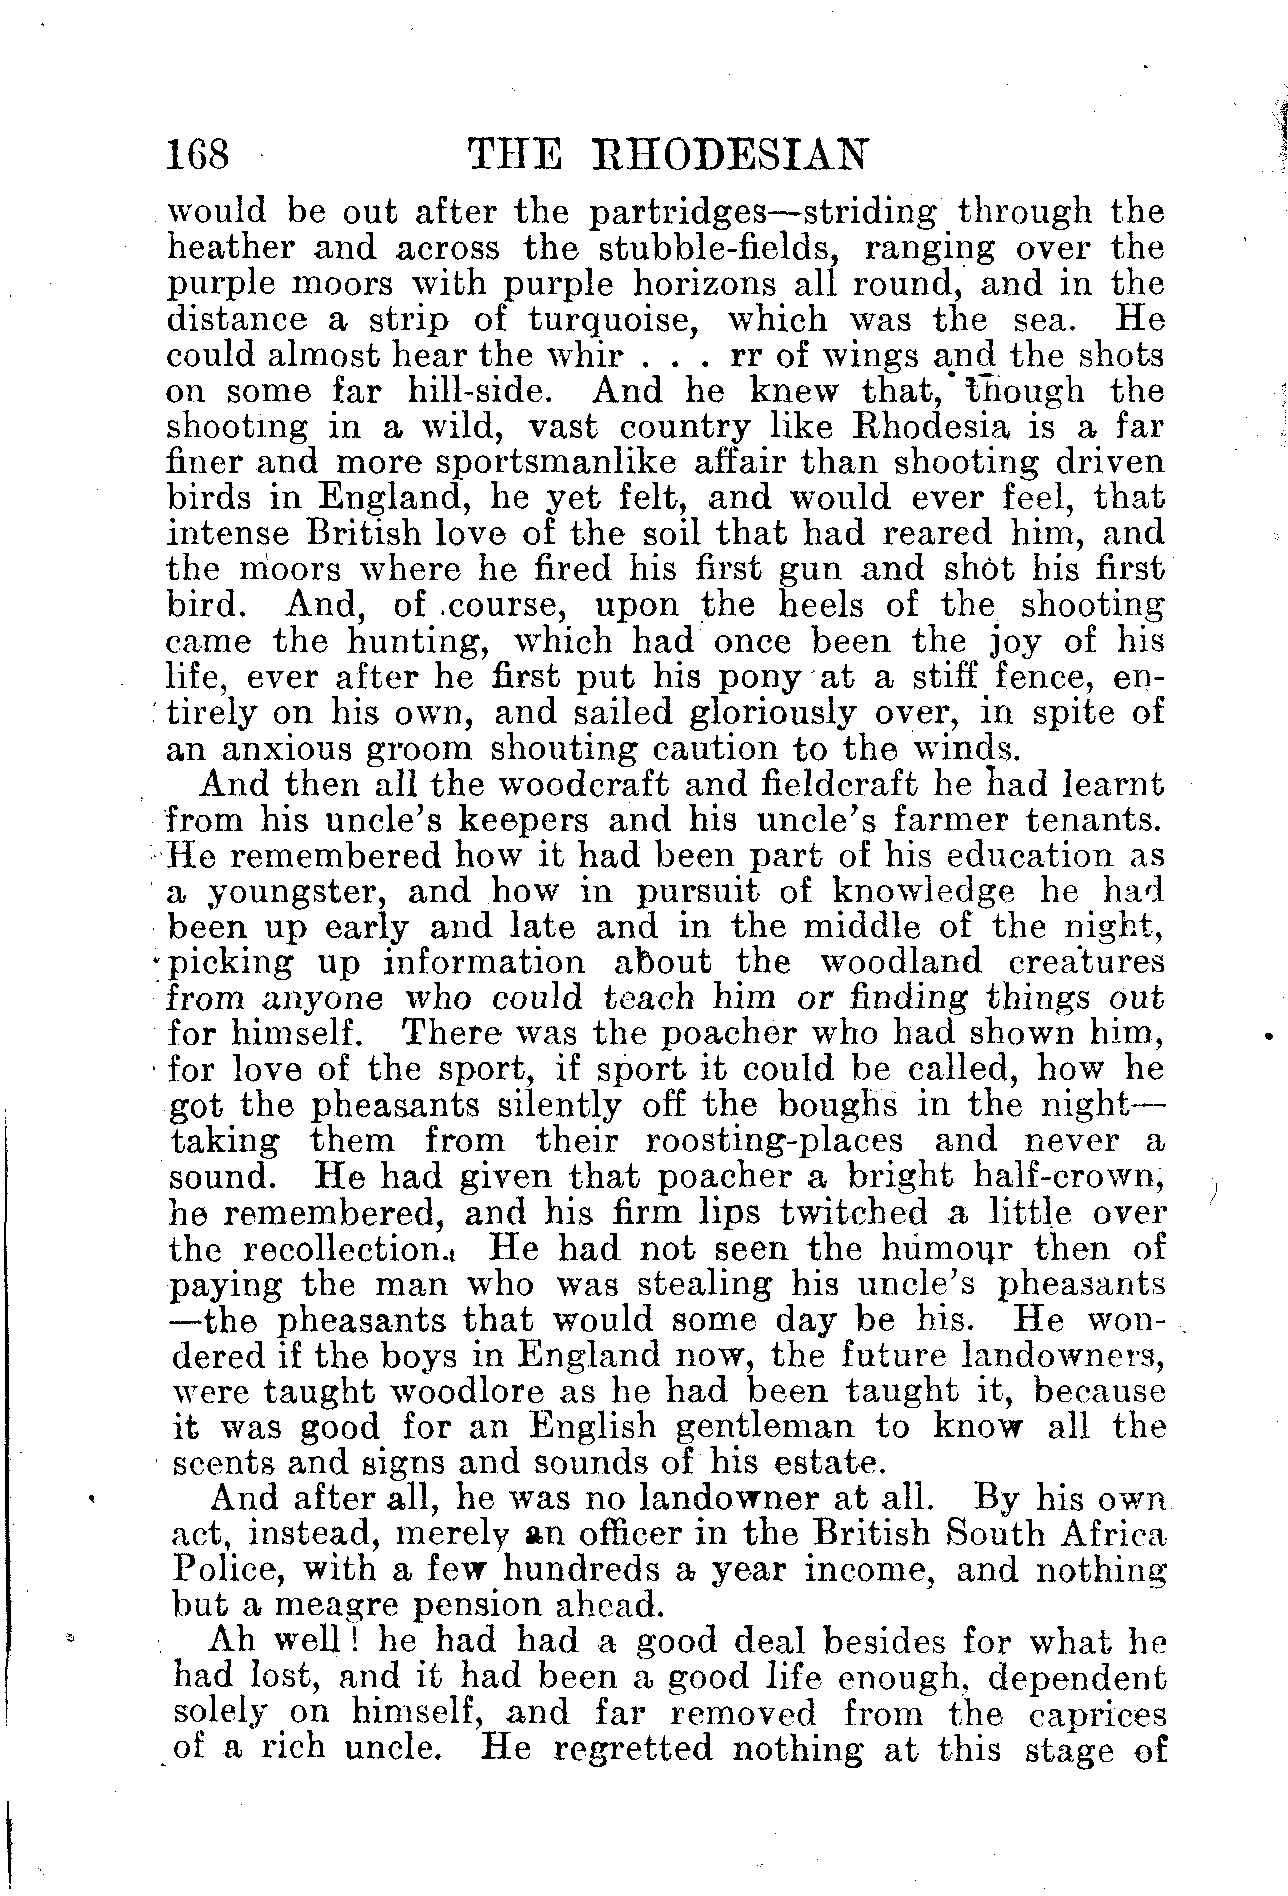 168 THE RHODESIAN
would be out after the partridges—striding through the
heather and across the stubble-fields, ranging over the
purple moors with purple horizons all round, and in the
distance a strip of turquoise, which was the sea. He
could almost hear the whir . . . rr of wings and the shots
on some far hill-side. And he knew that, though the
shooting in a wild, vast country like Rhodesia is a far
finer and more sportsmanlike affair than shooting driven
birds in England, he yet felt, and would ever feel, that
intense British love of the soil that had reared him, and
the moors where he fired his first gun and shot his first
bird. And, of course, upon the heels of the shooting
came the hunting, which had once been the joy of his
life, ever after he first put his pony at a stiff fence, en-
tirely on his own, and sailed gloriously over, in spite of
an anxious groom shouting caution to the winds.
And then all the woodcraft and fieldcraft he had learnt
from his uncle's keepers and his uncle's farmer tenants.
He remembered how it had been part of his education as
a youngster, and how in pursuit of knowledge he had
been up early and late and in the middle of the night,
picking up information about the woodland creatures
from anyone who could teach him or finding things out
for himself. There was the poacher who had shown him,
for love of the sport, if sport it could be called, how he
got the pheasants silently off the boughs in the night—
taking them from their roosting-places and never a
sound. He had given that poacher a bright half-crown,
he remembered, and his firm lips twitched a little over
the recollection. He had not seen the humour then of
paying the man who was stealing his uncle's pheasants
—the pheasants that would some day be his. He won-
dered if the boys in England now, the future landowners,
were taught woodlore as he had been taught it, because
it was good for an English gentleman to know all the
scents and signs and sounds of his estate.
And after all, he was no landowner at all. By his own
act, instead, merely an officer in the British South Africa
Police, with a few hundreds a year income, and nothing
but a meagre pension ahead.
Ah well! he had had a good deal besides for what he
had lost, and it had been a good life enough, dependent
solely on himself, and far removed from the caprices
of a rich uncle. He regretted nothing at this stage of